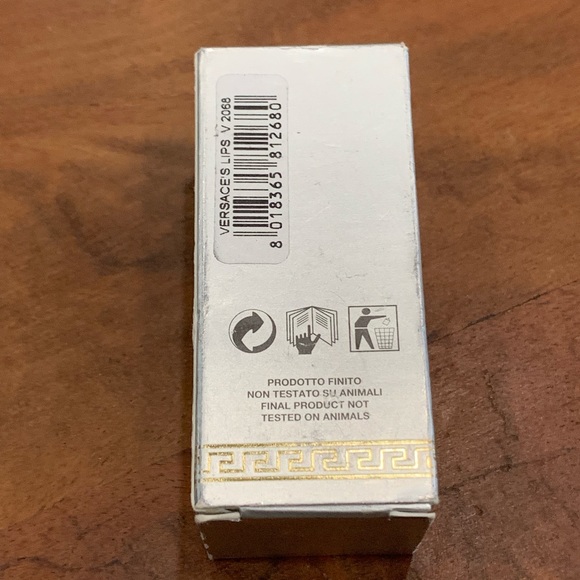 VERSACE'S LIPS V 2068
8 018365 812680
PRODOTTO FINITO
NON TESTATO SU ANIMALI
FINAL PRODUCT NOT
TESTED ON ANIMALS